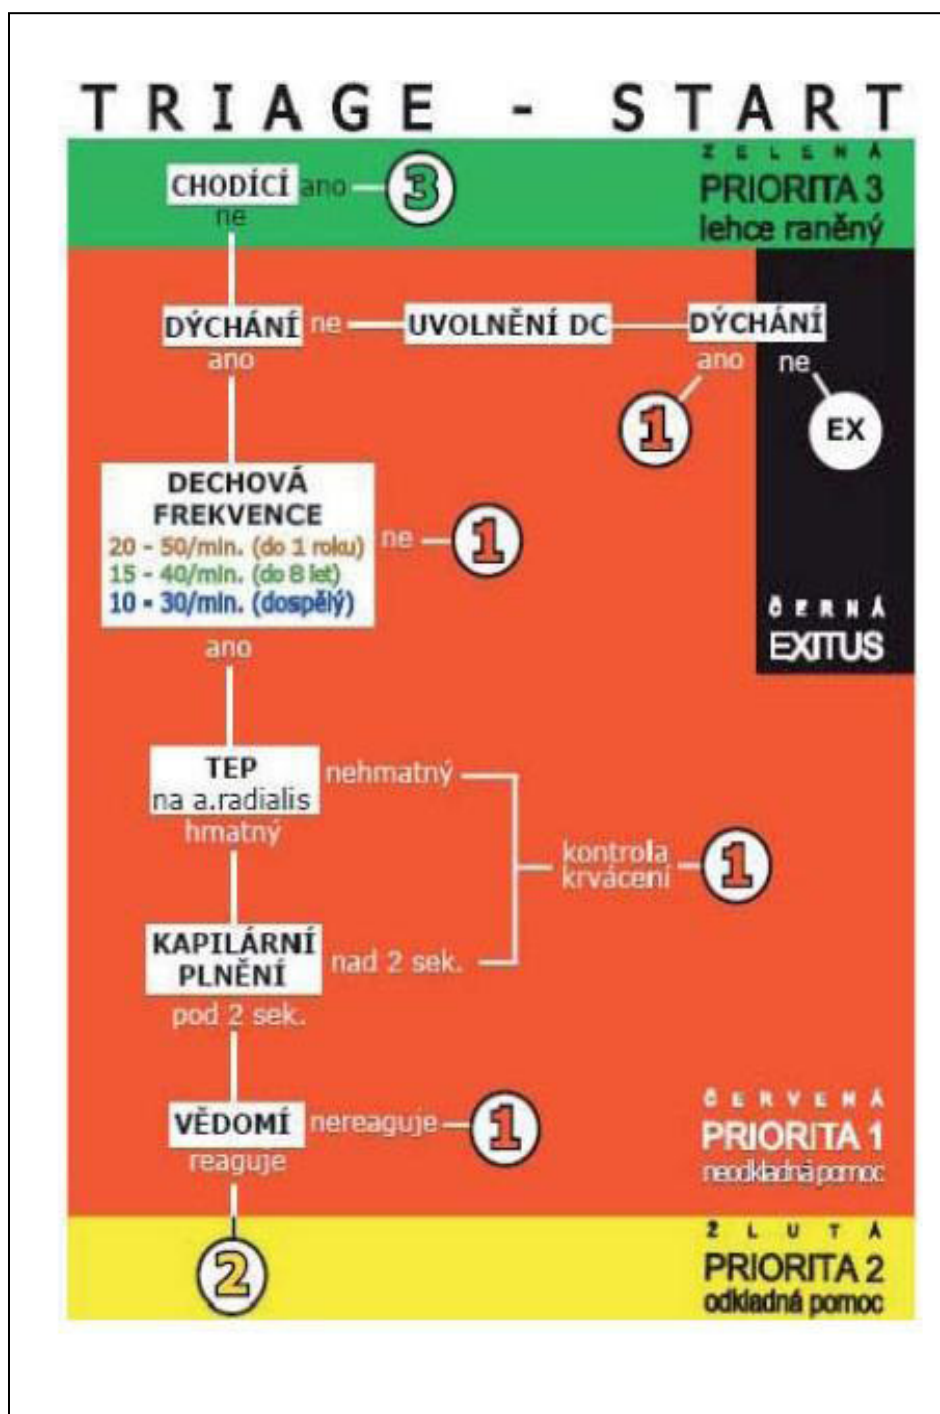 TRIAGE - START
ZELENÁ
PRIORITA 3
lehce raněný
CHODÍCÍ ano 3
ne
DÝCHÁNÍ ne UVOLNĚNÍ DC DÝCHÁNÍ
ano
ano ne
1 EX
DECHOVÁ
FREKVENCE
20 - 50/min. (do 1 roku)
15 - 40/min. (do 8 let)
10 - 30/min. (dospělý)
ne 1
ano
ČERNÁ
EXITUS
TEP
na a.radialis
nehmatný
hmatný
kontrola
krvácení
1
KAPILÁRNÍ
PLNĚNÍ
nad 2 sek.
pod 2 sek.
VĚDOMÍ nereaguje 1
reaguje
ČERVENÁ
PRIORITA 1
neodkladná pomoc
2
ŽLUTÁ
PRIORITA 2
odkladná pomoc